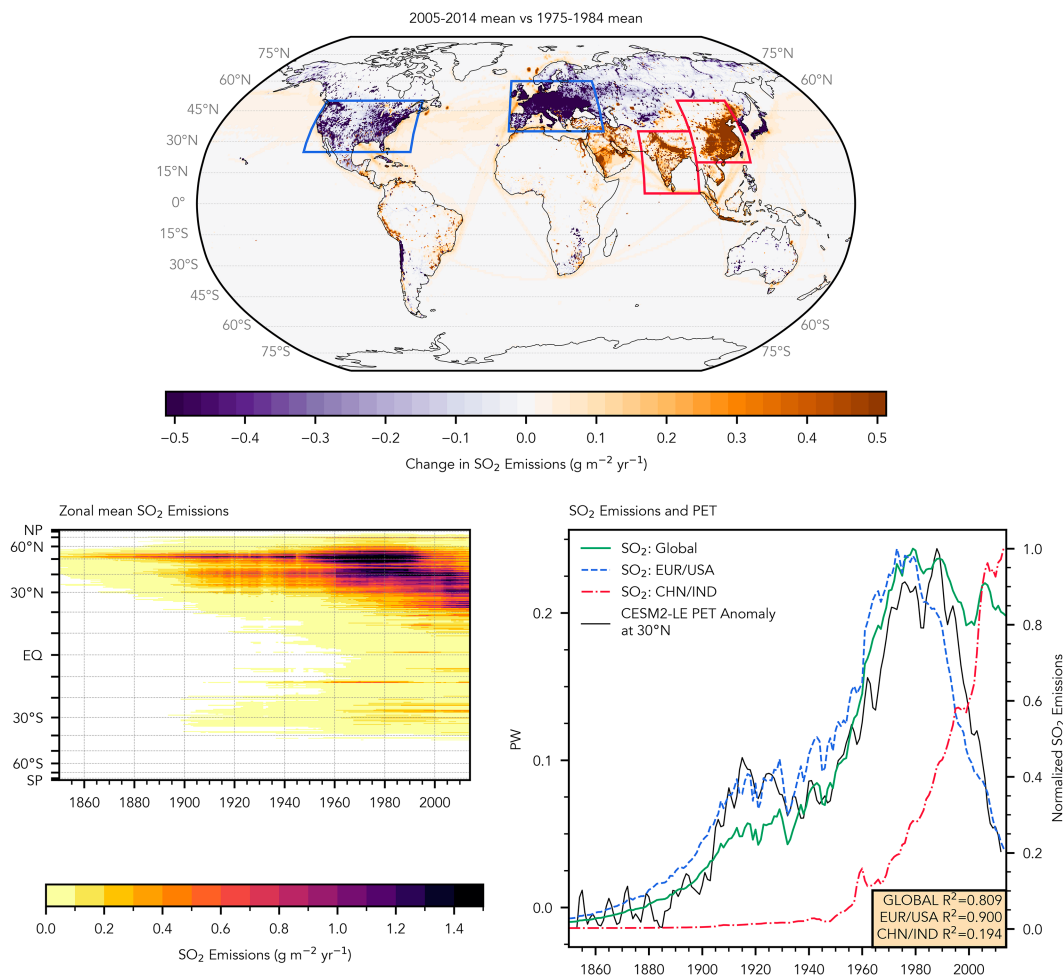 2005-2014 mean vs 1975-1984 mean
75°N 75°N
60°N 60°N
45°N 45°N
30°N 30°N
15°N 15°N
0° 0°
15°S 15°S
30°S 30°S
45°S
60°S 60°S
75°S 75°S
−0.5 −0.4 −0.3 −0.2 −0.1 0.0 0.1 0.2 0.3 0.4 0.5
Change in SO₂ Emissions (g m⁻² yr⁻¹)
Zonal mean SO₂ Emissions
NP
60°N
30°N
EQ
30°S
60°S
SP
1860 1880 1900 1920 1940 1960 1980 2000
0.0 0.2 0.4 0.6 0.8 1.0 1.2 1.4
SO₂ Emissions (g m⁻² yr⁻¹)
SO₂ Emissions and PET
SO₂: Global
SO₂: EUR/USA
SO₂: CHN/IND
CESM2-LE PET Anomaly
at 30°N
PW
0.2
0.1
0.0
1.0
0.8
0.6
0.4
0.2
0.0
Normalized SO₂ Emissions
GLOBAL R²=0.809
EUR/USA R²=0.900
CHN/IND R²=0.194
1860 1880 1900 1920 1940 1960 1980 2000